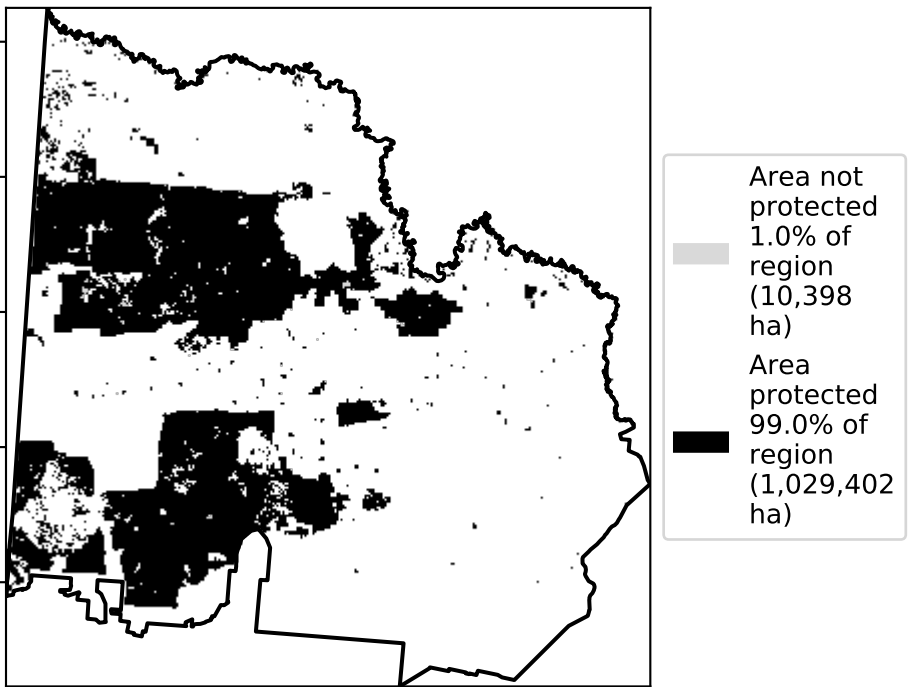 Area not
protected
1.0% of
region
(10,398
ha)
Area
protected
99.0% of
region
(1,029,402
ha)